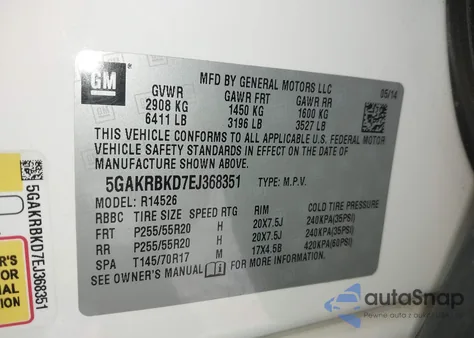 GM
MFD BY GENERAL MOTORS LLC
05/14
GVWR GAWR FRT GAWR RR
2908 KG 1450 KG 1600 KG
6411 LB 3196 LB 3527 LB
THIS VEHICLE CONFORMS TO ALL APPLICABLE U.S. FEDERAL MOTOR
VEHICLE SAFETY STANDARDS IN EFFECT ON THE DATE OF
MANUFACTURE SHOWN ABOVE.
5GAKRBKD7EJ368351 TYPE: M.P.V.
MODEL: R14526
RBBC TIRE SIZE SPEED RTG RIM COLD TIRE PRESSURE
FRT P255/55R20 H 20X7.5J 240KPA(35PSI)
RR P255/55R20 H 20X7.5J 240KPA(35PSI)
SPA T145/70R17 M 17X4.5B 420KPA(60PSI)
SEE OWNER'S MANUAL FOR MORE INFORMATION
5GAKRBKD7EJ368351
FOR
IONAL
ATION
autoSnap